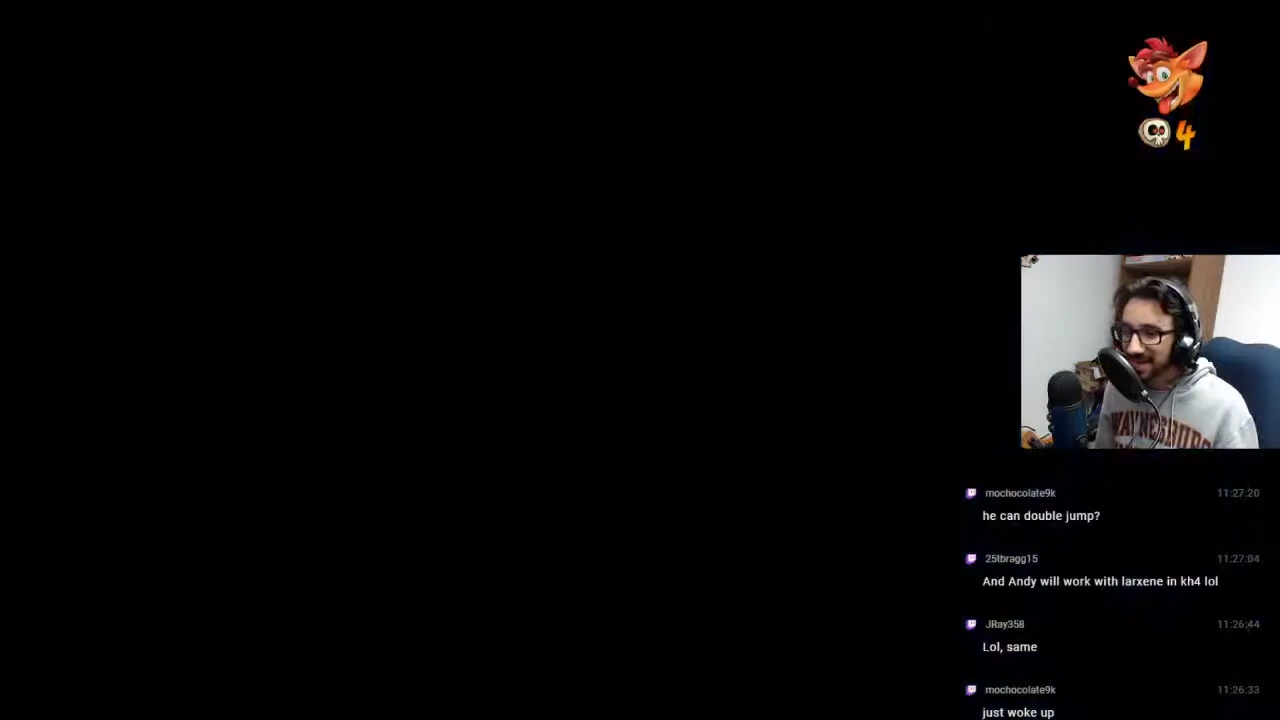 4
WAYNESBURG
mochocolate9k 11:27:20
he can double jump?
25tbragg15 11:27:04
And Andy will work with larxene in kh4 lol
JRay358 11:26:44
Lol, same
mochocolate9k 11:26:33
just woke up